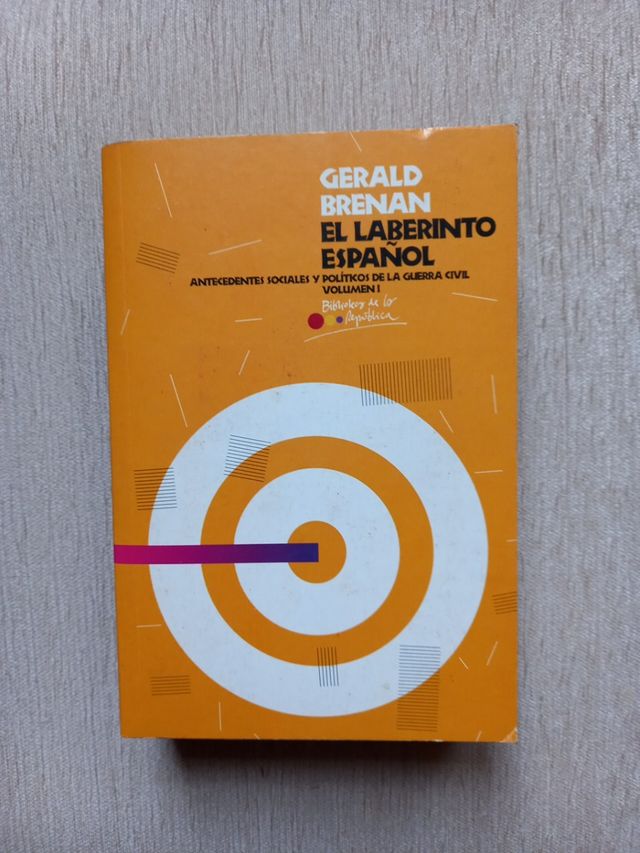 GERALD
BRENAN
EL LABERINTO
ESPAÑOL
ANTECEDENTES SOCIALES Y POLÍTICOS DE LA GUERRA CIVIL
VOLUMEN I
Biblioteca de la
República